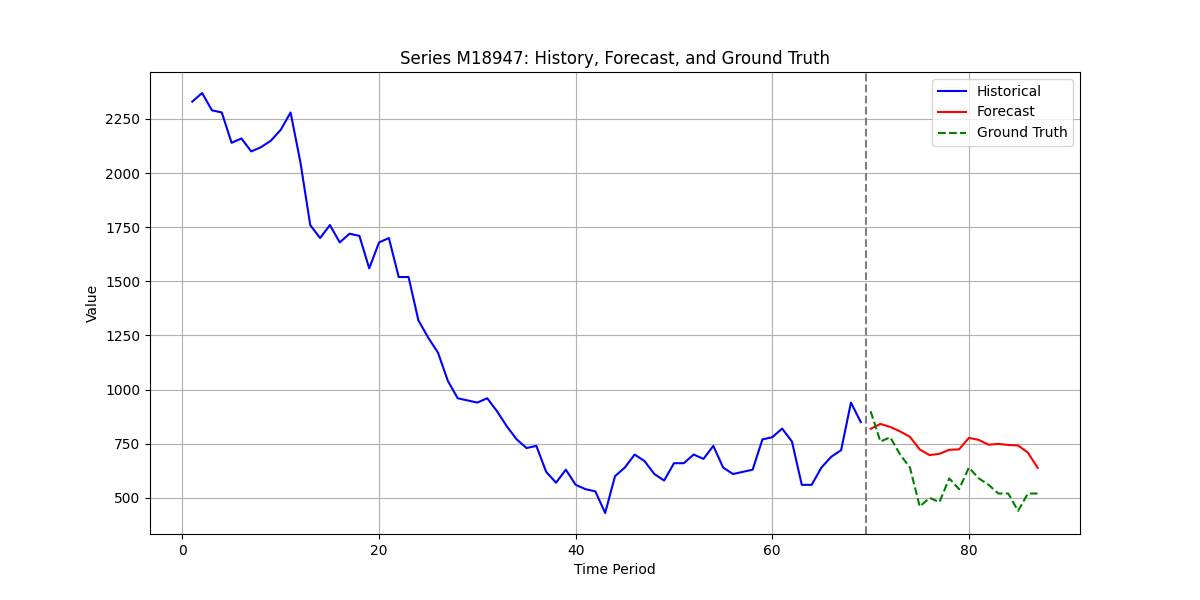 Series M18947: History, Forecast, and Ground Truth
Historical
Forecast
Ground Truth
Value
2250
2000
1750
1500
1250
1000
750
500
0 20 40 60 80
Time Period